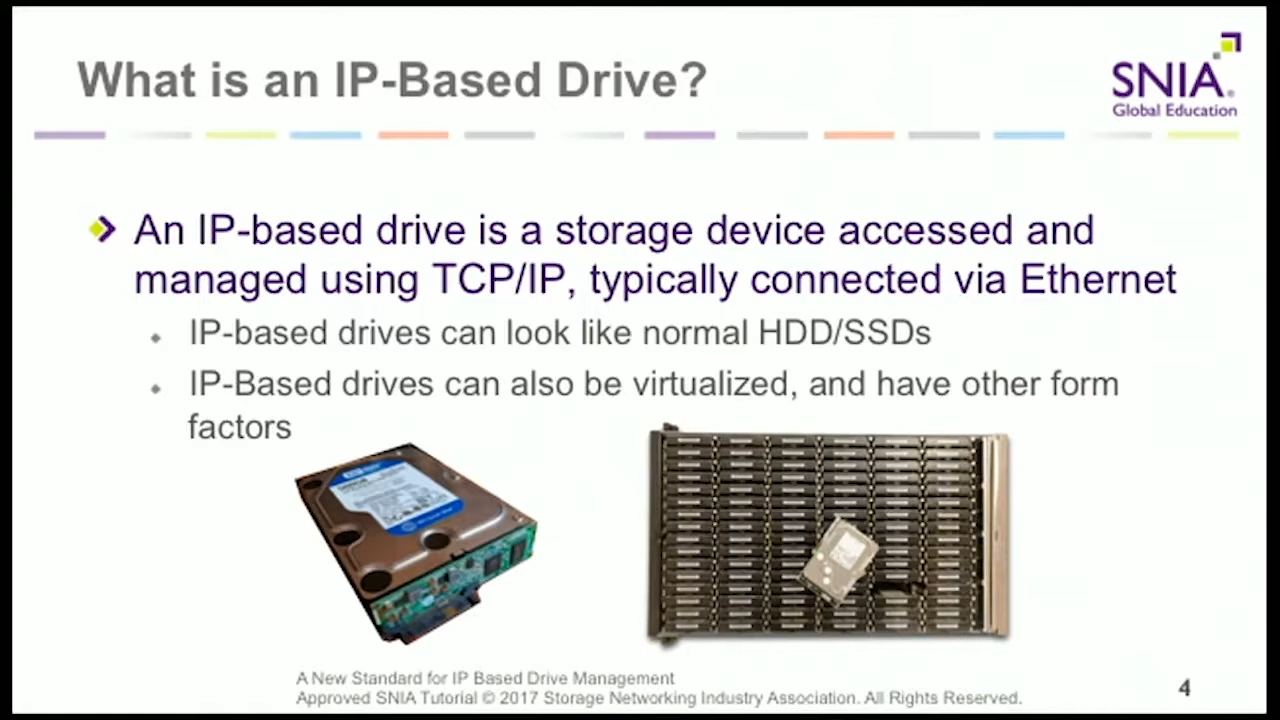 What is an IP-Based Drive?
SNIA®
Global Education
An IP-based drive is a storage device accessed and
managed using TCP/IP, typically connected via Ethernet
IP-based drives can look like normal HDD/SSDs
IP-Based drives can also be virtualized, and have other form
factors
A New Standard for IP Based Drive Management
Approved SNIA Tutorial © 2017 Storage Networking Industry Association. All Rights Reserved.
4